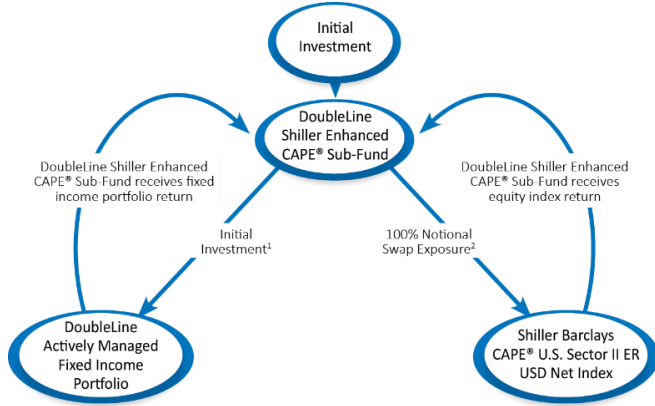 Initial
Investment
DoubleLine
Shiller Enhanced
CAPE® Sub-Fund
DoubleLine Shiller Enhanced
CAPE® Sub-Fund receives fixed
income portfolio return
DoubleLine Shiller Enhanced
CAPE® Sub-Fund receives
equity index return
Initial
Investment¹
100% Notional
Swap Exposure²
DoubleLine
Actively Managed
Fixed Income
Portfolio
Shiller Barclays
CAPE® U.S. Sector II ER
USD Net Index